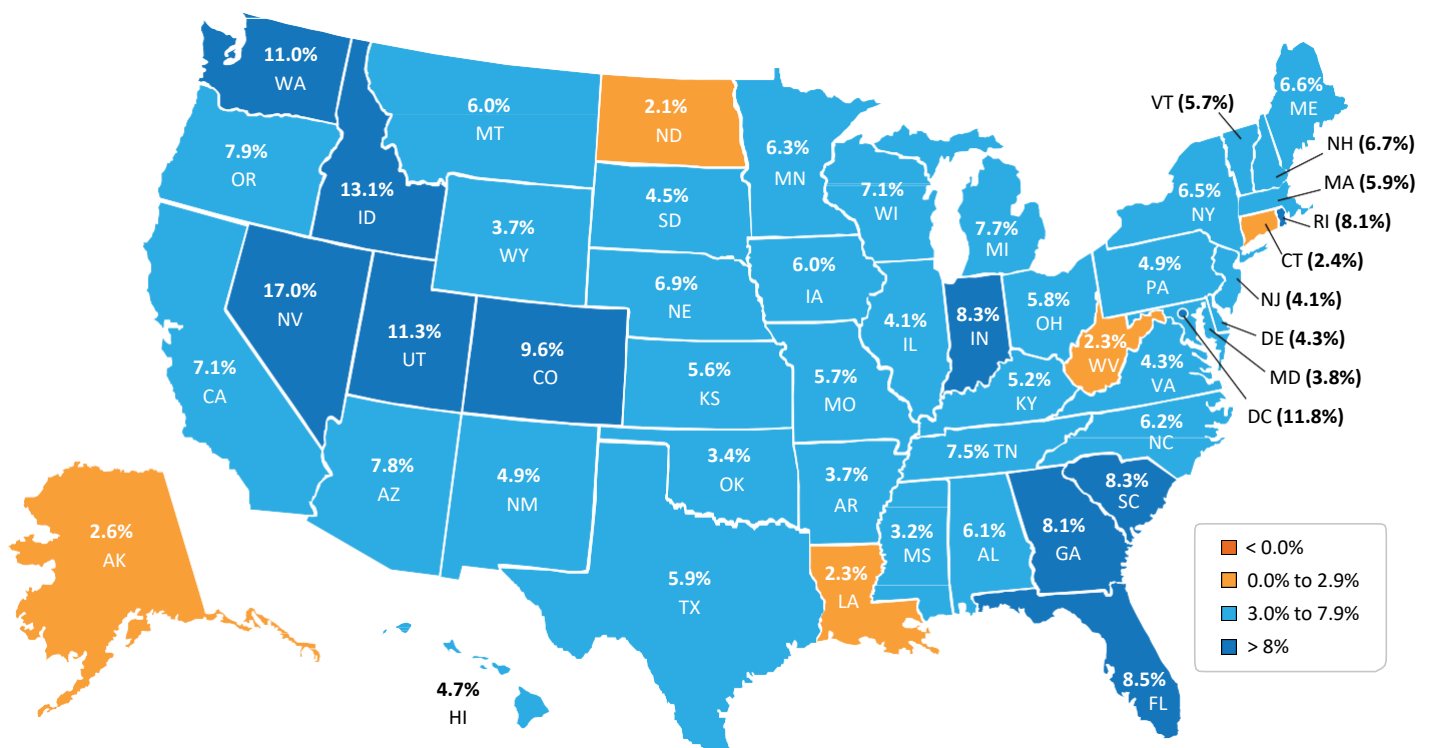 11.0%
WA
6.0%
MT
2.1%
ND
6.6%
ME
VT (5.7%)
7.9%
OR
6.3%
MN
NH (6.7%)
13.1%
ID
4.5%
SD
7.1%
WI
6.5%
NY
MA (5.9%)
3.7%
WY
7.7%
MI
RI (8.1%)
CT (2.4%)
17.0%
NV
6.9%
NE
6.0%
IA
4.9%
PA
NJ (4.1%)
11.3%
UT
9.6%
CO
4.1%
IL
8.3%
IN
5.8%
OH
2.3%
WV
DE (4.3%)
7.1%
CA
5.6%
KS
5.7%
MO
5.2%
KY
4.3%
VA
MD (3.8%)
DC (11.8%)
6.2%
NC
7.8%
AZ
4.9%
NM
3.4%
OK
3.7%
AR
7.5% TN
8.3%
SC
2.6%
AK
5.9%
TX
2.3%
LA
3.2%
MS
6.1%
AL
8.1%
GA
8.5%
FL
4.7%
HI
< 0.0%
0.0% to 2.9%
3.0% to 7.9%
> 8%